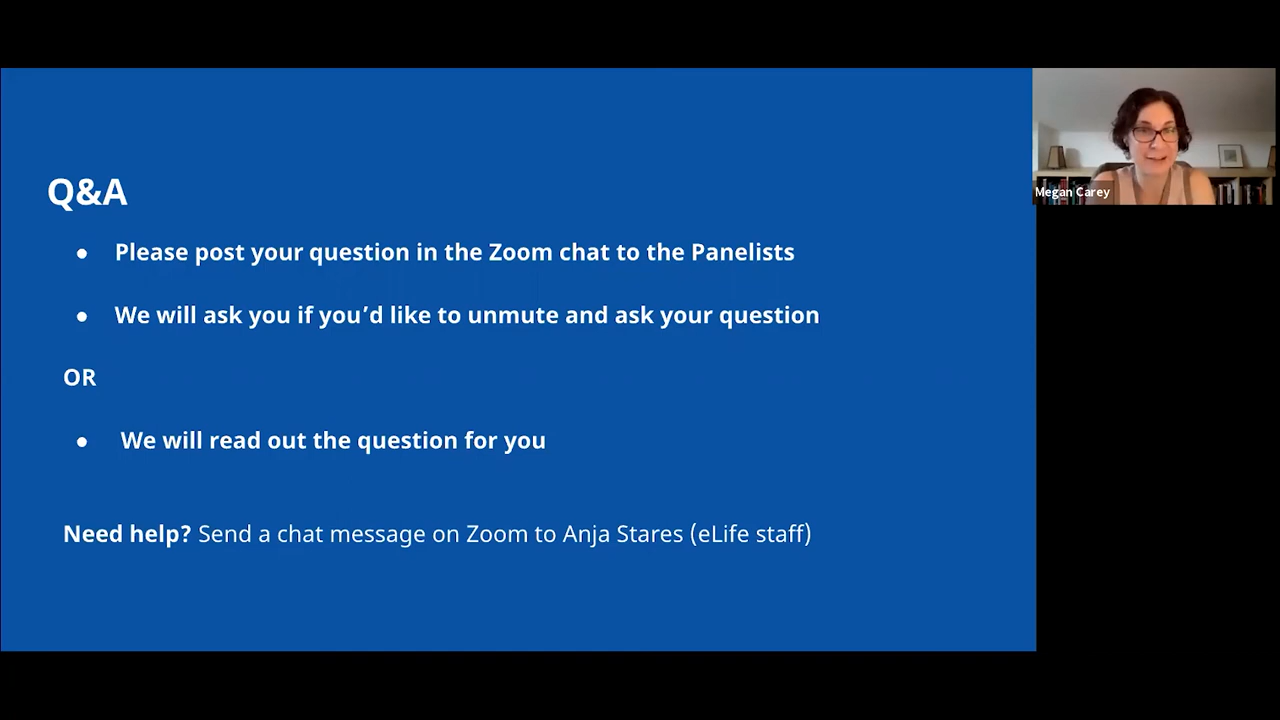 Q&A
● Please post your question in the Zoom chat to the Panelists
● We will ask you if you’d like to unmute and ask your question
OR
● We will read out the question for you
Need help? Send a chat message on Zoom to Anja Stares (eLife staff)
Megan Carey